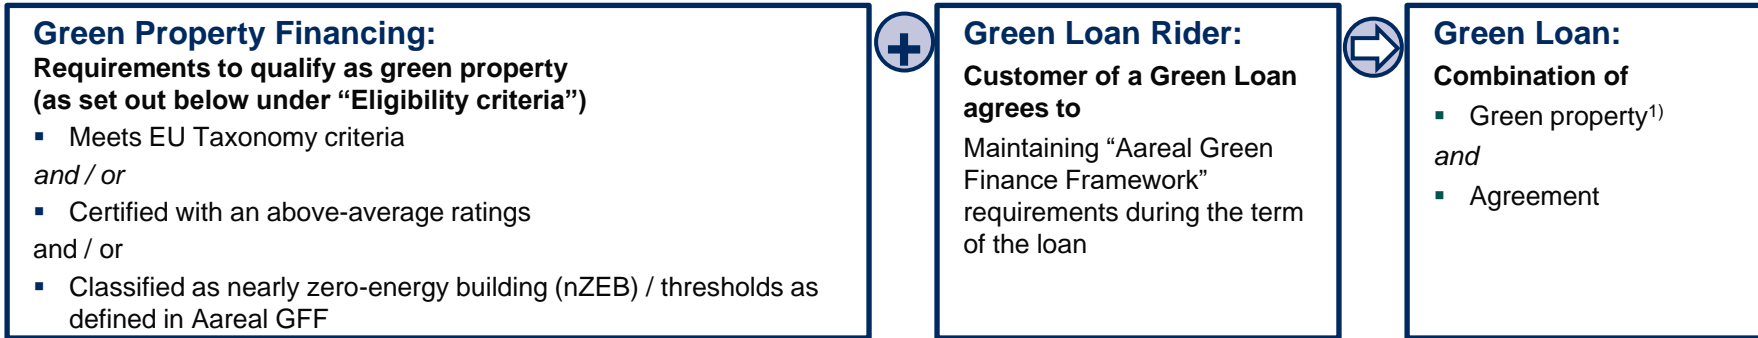 Green Property Financing:
Requirements to qualify as green property
(as set out below under “Eligibility criteria”)
▪ Meets EU Taxonomy criteria
and / or
▪ Certified with an above-average ratings
and / or
▪ Classified as nearly zero-energy building (nZEB) / thresholds as
defined in Aareal GFF
+
Green Loan Rider:
Customer of a Green Loan
agrees to
Maintaining “Aareal Green
Finance Framework”
requirements during the term
of the loan
Green Loan:
Combination of
▪ Green property1)
and
▪ Agreement